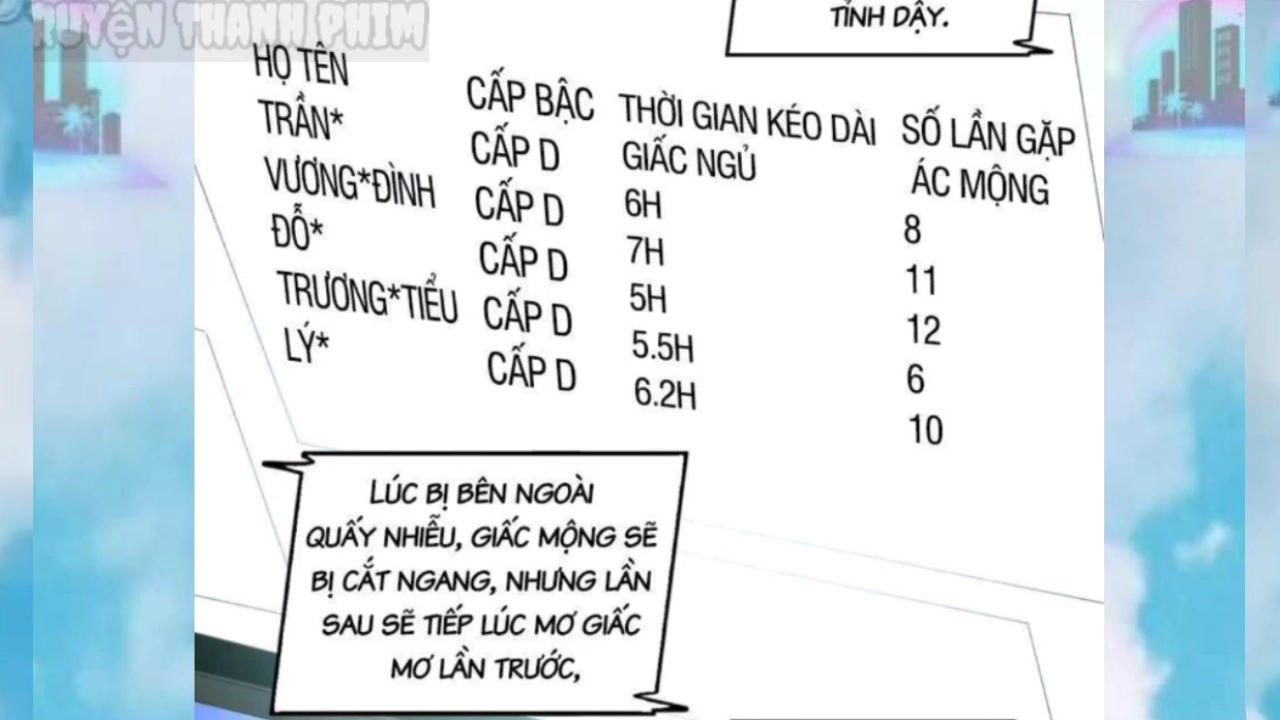 TRUYỆN THÀNH PHIM
TỈNH DẬY.
HỌ TÊN
TRẦN*
VƯƠNG*ĐÌNH
ĐỖ*
TRƯƠNG*TIỂU
LÝ*
CẤP BẬC
CẤP D
CẤP D
CẤP D
CẤP D
CẤP D
THỜI GIAN KÉO DÀI
GIẤC NGỦ
6H
7H
5H
5.5H
6.2H
SỐ LẦN GẶP
ÁC MỘNG
8
11
12
6
10
LÚC BỊ BÊN NGOÀI
QUẤY NHIỄU, GIẤC MỘNG SẼ
BỊ CẮT NGANG, NHƯNG LẦN
SAU SẼ TIẾP LÚC MƠ GIẤC
MƠ LẦN TRƯỚC,